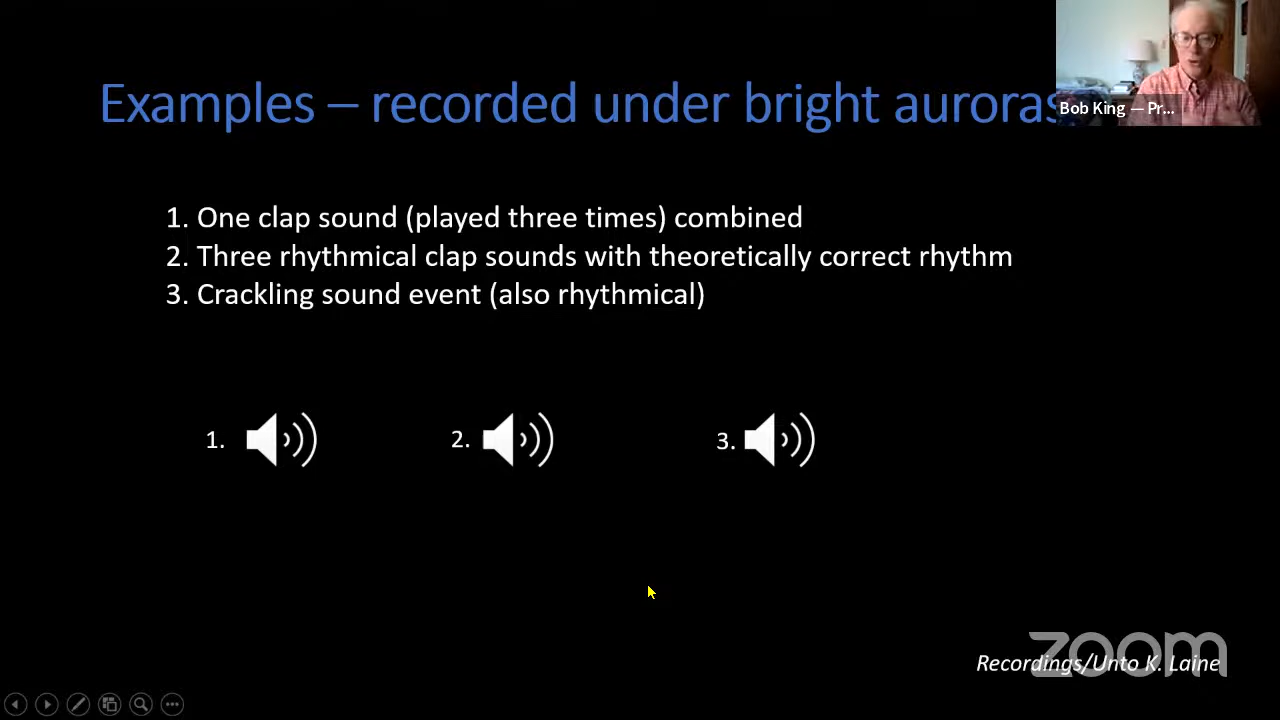 Examples – recorded under bright auroras
Bob King — Pr...
1. One clap sound (played three times) combined
2. Three rhythmical clap sounds with theoretically correct rhythm
3. Crackling sound event (also rhythmical)
1.
2.
3.
zoom
Recordings/Unto K. Laine